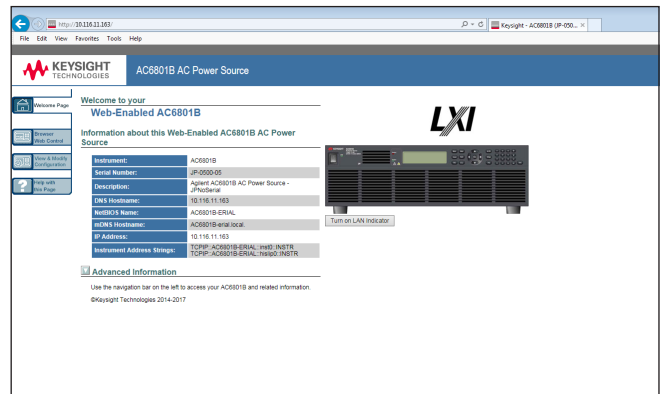 http://10.116.11.163/
Keysight - AC6801B (JP-050...
File Edit View Favorites Tools Help
KEYSIGHT
TECHNOLOGIES
AC6801B AC Power Source
Welcome Page
Browser
Web Control
View & Modify
Configuration
Help with
this Page
Welcome to your
Web-Enabled AC6801B
Information about this Web-Enabled AC6801B AC Power
Source
Instrument: AC6801B
Serial Number: JP-0500-05
Description: Agilent AC6801B AC Power Source -
JPNoSerial
DNS Hostname: 10.116.11.163
NetBIOS Name: AC6801B-ERIAL
mDNS Hostname: AC6801B-erial.local.
IP Address: 10.116.11.163
Instrument Address Strings: TCPIP::AC6801B-ERIAL::inst0::INSTR
TCPIP::AC6801B-ERIAL::hislip0::INSTR
Advanced Information
Use the navigation bar on the left to access your AC6801B and related information.
©Keysight Technologies 2014-2017
LXI
Turn on LAN Indicator